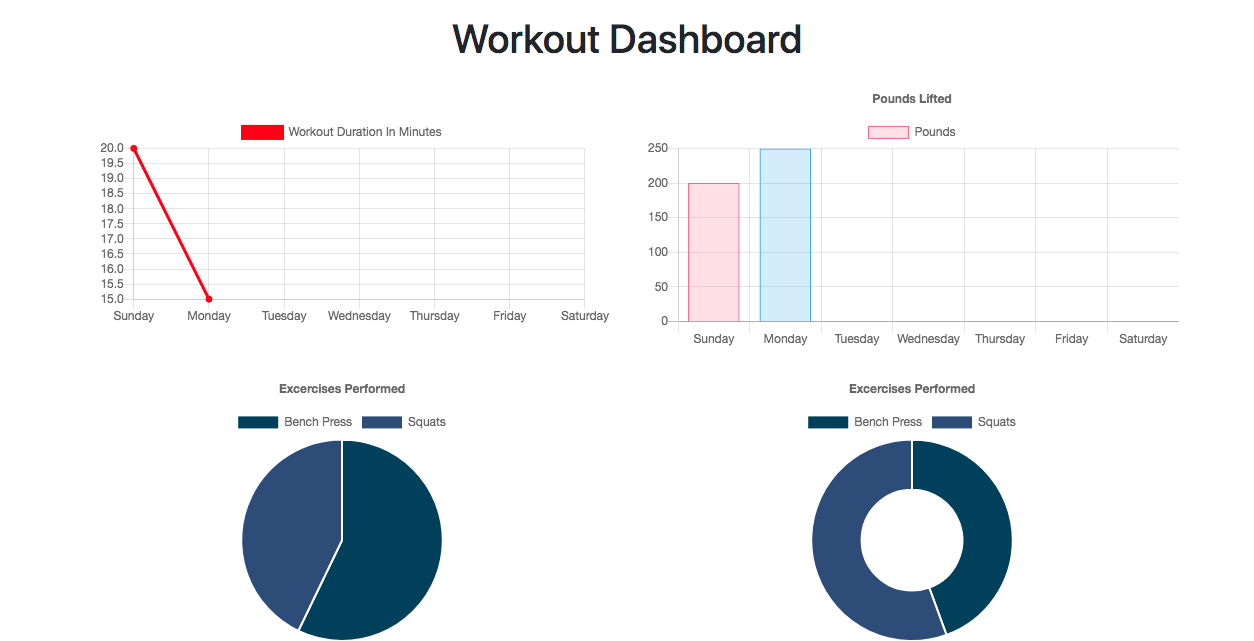 Workout Dashboard
Workout Duration In Minutes
20.0
19.5
19.0
18.5
18.0
17.5
17.0
16.5
16.0
15.5
15.0
Sunday Monday Tuesday Wednesday Thursday Friday Saturday
Pounds Lifted
Pounds
250
200
150
100
50
0
Sunday Monday Tuesday Wednesday Thursday Friday Saturday
Excercises Performed
Bench Press Squats
Excercises Performed
Bench Press Squats